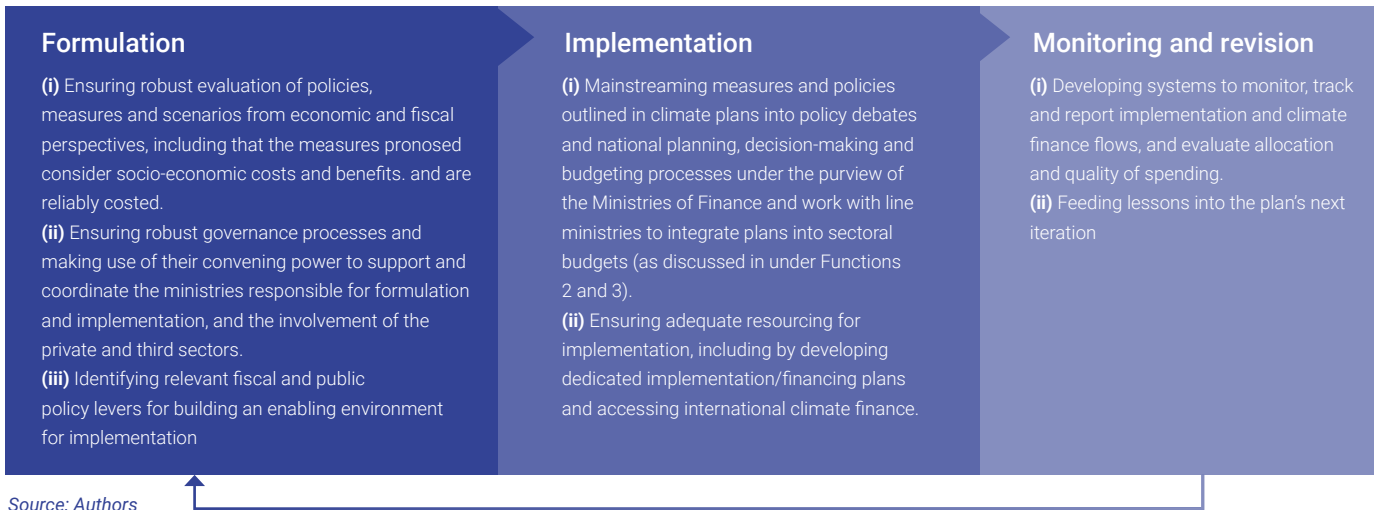 Formulation
(i) Ensuring robust evaluation of policies,
measures and scenarios from economic and fiscal
perspectives, including that the measures pronosed
consider socio-economic costs and benefits. and are
reliably costed.
(ii) Ensuring robust governance processes and
making use of their convening power to support and
coordinate the ministries responsible for formulation
and implementation, and the involvement of the
private and third sectors.
(iii) Identifying relevant fiscal and public
policy levers for building an enabling environment
for implementation
Implementation
(i) Mainstreaming measures and policies
outlined in climate plans into policy debates
and national planning, decision-making and
budgeting processes under the purview of
the Ministries of Finance and work with line
ministries to integrate plans into sectoral
budgets (as discussed in under Functions
2 and 3).
(ii) Ensuring adequate resourcing for
implementation, including by developing
dedicated implementation/financing plans
and accessing international climate finance.
Monitoring and revision
(i) Developing systems to monitor, track
and report implementation and climate
finance flows, and evaluate allocation
and quality of spending.
(ii) Feeding lessons into the plan's next
iteration
Source: Authors